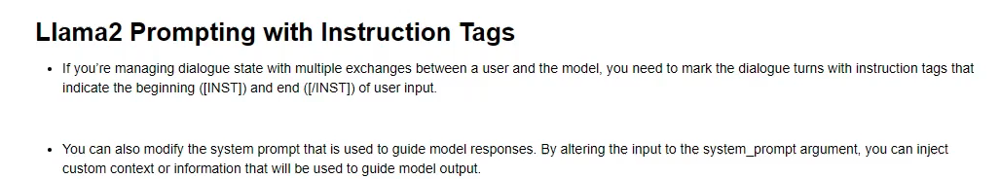 Llama2 Prompting with Instruction Tags
• If you’re managing dialogue state with multiple exchanges between a user and the model, you need to mark the dialogue turns with instruction tags that
indicate the beginning ([INST]) and end ([/INST]) of user input.
• You can also modify the system prompt that is used to guide model responses. By altering the input to the system_prompt argument, you can inject
custom context or information that will be used to guide model output.